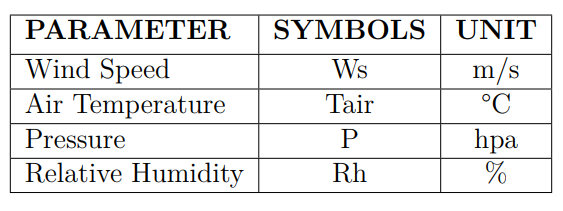 PARAMETER SYMBOLS UNIT
Wind Speed Ws m/s
Air Temperature Tair °C
Pressure P hpa
Relative Humidity Rh %